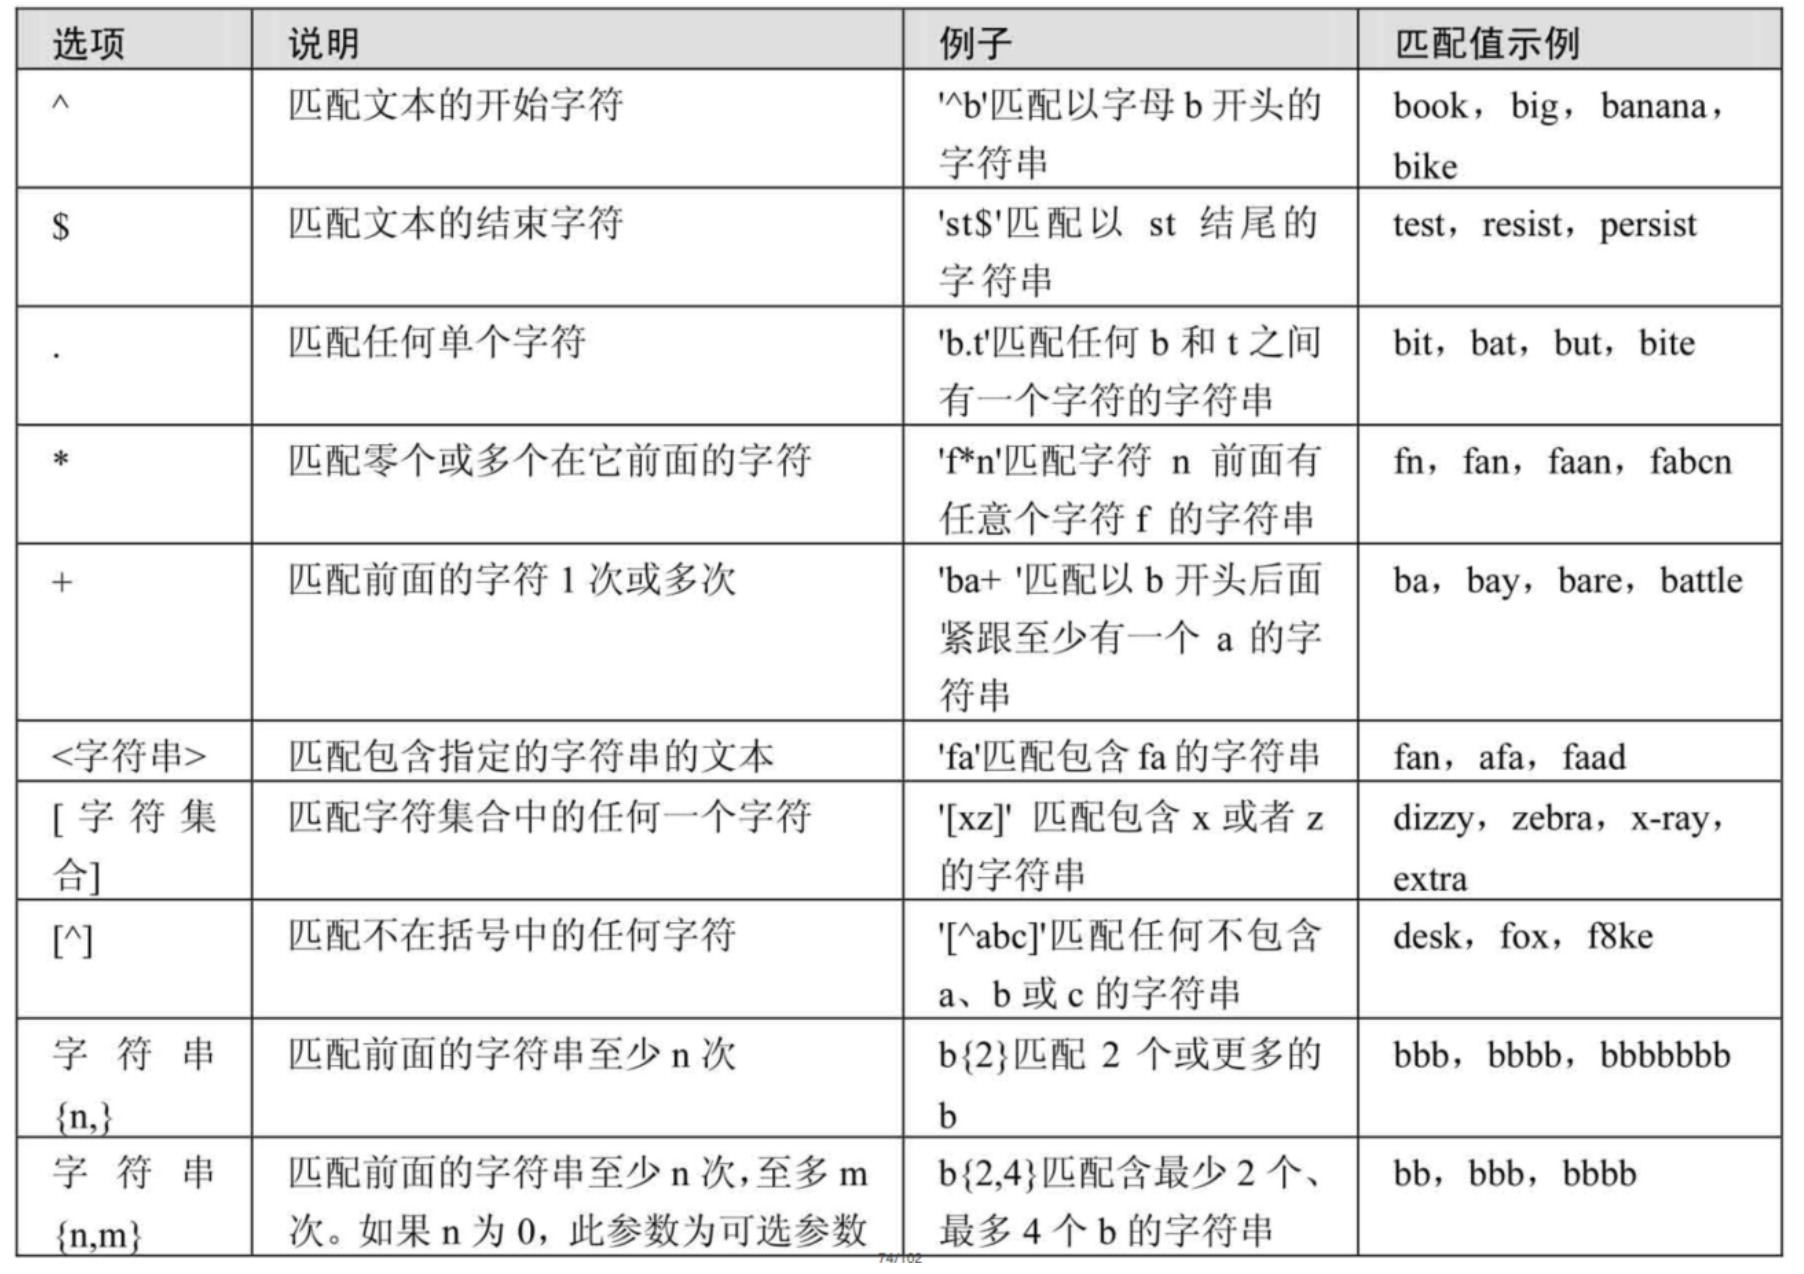 选项 说明 例子 匹配值示例
^ 匹配文本的开始字符 '^b'匹配以字母 b 开头的 book，big，banana，
字符串 bike
$ 匹配文本的结束字符 'st$'匹配以 st 结尾的 test，resist，persist
字符串
. 匹配任何单个字符 'b.t'匹配任何 b 和 t 之间 bit，bat，but，bite
有一个字符的字符串
* 匹配零个或多个在它前面的字符 'f*n'匹配字符 n 前面有 fn，fan，faan，fabcn
任意个字符 f 的字符串
+ 匹配前面的字符 1 次或多次 'ba+ '匹配以 b 开头后面 ba，bay，bare，battle
紧跟至少有一个 a 的字
符串
<字符串> 匹配包含指定的字符串的文本 'fa'匹配包含 fa 的字符串 fan，afa，faad
[字符集 匹配字符集合中的任何一个字符 '[xz]' 匹配包含 x 或者 z dizzy，zebra，x-ray，
合] 的字符串 extra
[^] 匹配不在括号中的任何字符 '[^abc]'匹配任何不包含 desk，fox，f8ke
a、b 或 c 的字符串
字符串 匹配前面的字符串至少 n 次 b{2}匹配 2 个或更多的 bbb，bbbb，bbbbbbb
{n,} b
字符串 匹配前面的字符串至少 n 次，至多 m b{2,4}匹配含最少 2 个、 bb，bbb，bbbb
{n,m} 次。如果 n 为 0，此参数为可选参数 最多 4 个 b 的字符串
74/102